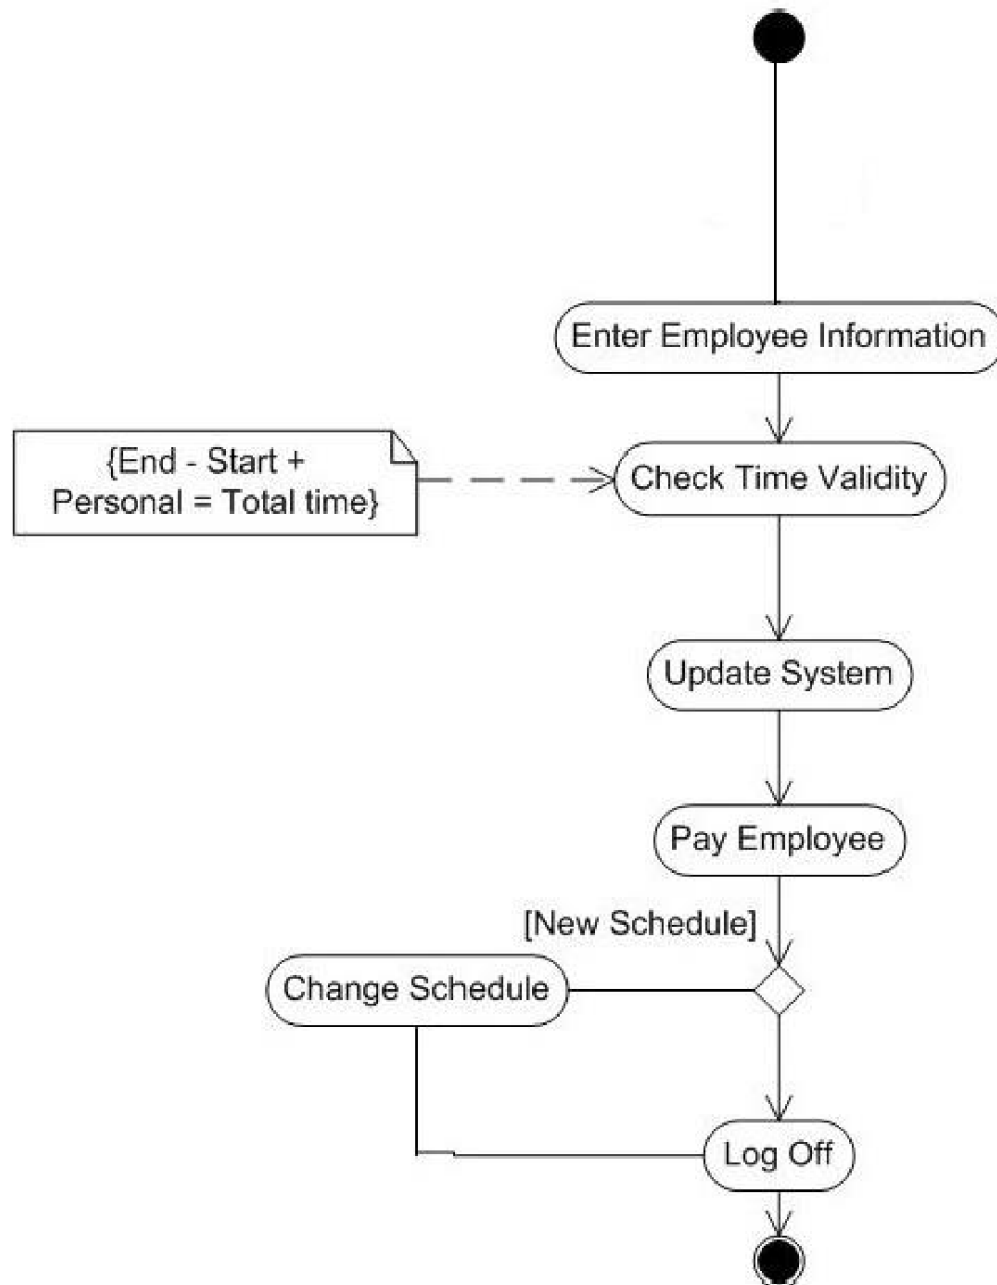 Enter Employee Information
{End - Start +
Personal = Total time}
Check Time Validity
Update System
Pay Employee
[New Schedule]
Change Schedule
Log Off